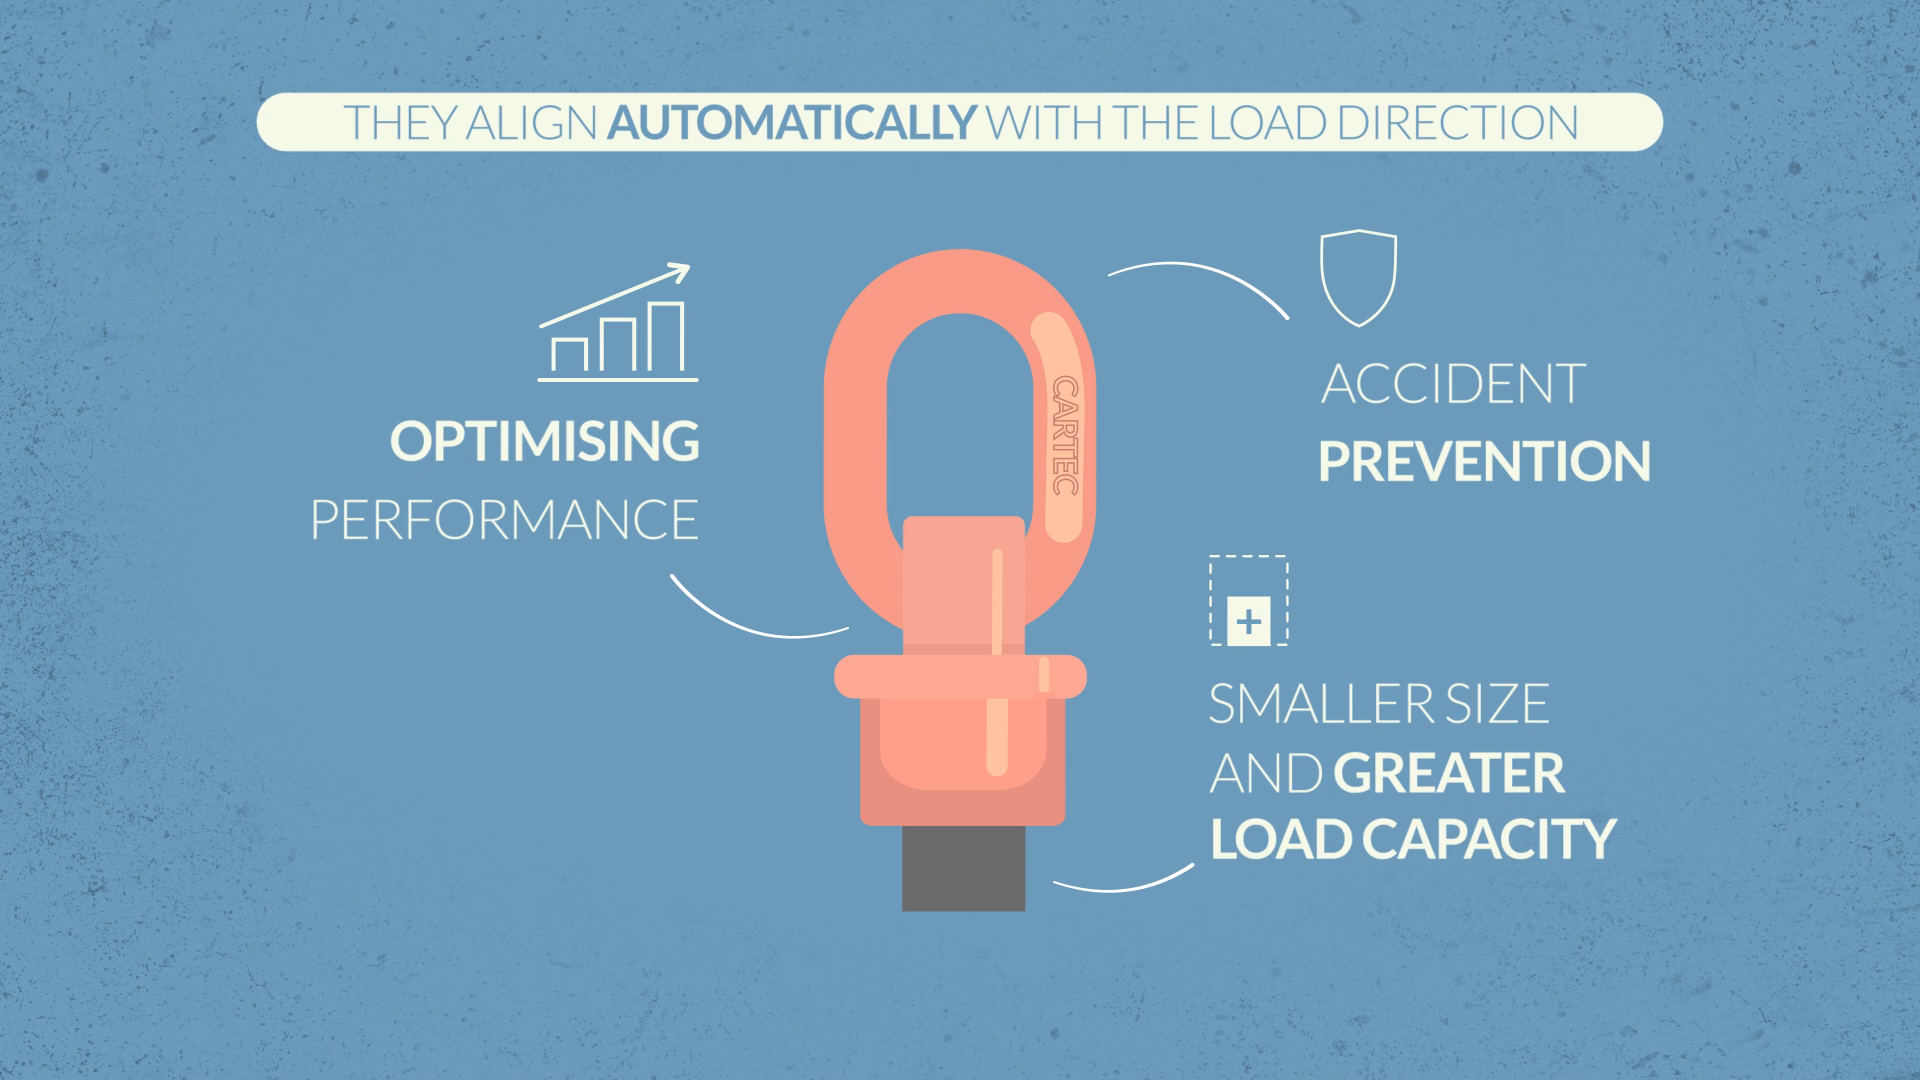 THEY ALIGN AUTOMATICALLY WITH THE LOAD DIRECTION
OPTIMISING
PERFORMANCE
CARTEC
ACCIDENT
PREVENTION
+
SMALLER SIZE
AND GREATER
LOAD CAPACITY